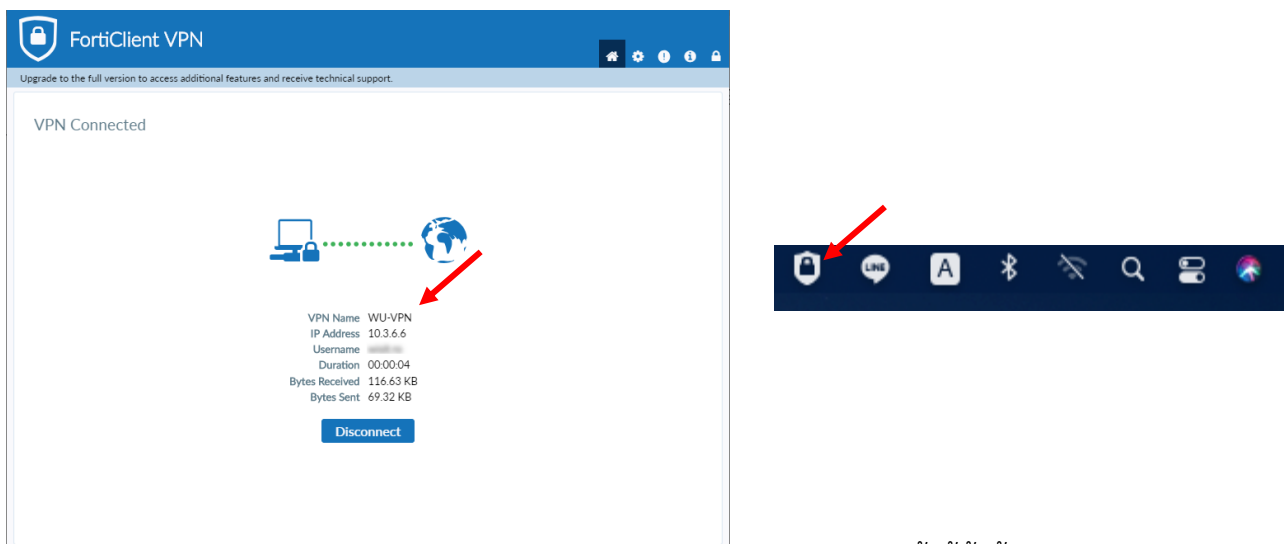 FortiClient VPN
Upgrade to the full version to access additional features and receive technical support.
VPN Connected
VPN Name WU-VPN
IP Address 10.3.6.6
Username
Duration 00:00:04
Bytes Received 116.63 KB
Bytes Sent 69.32 KB
Disconnect
LINE
A